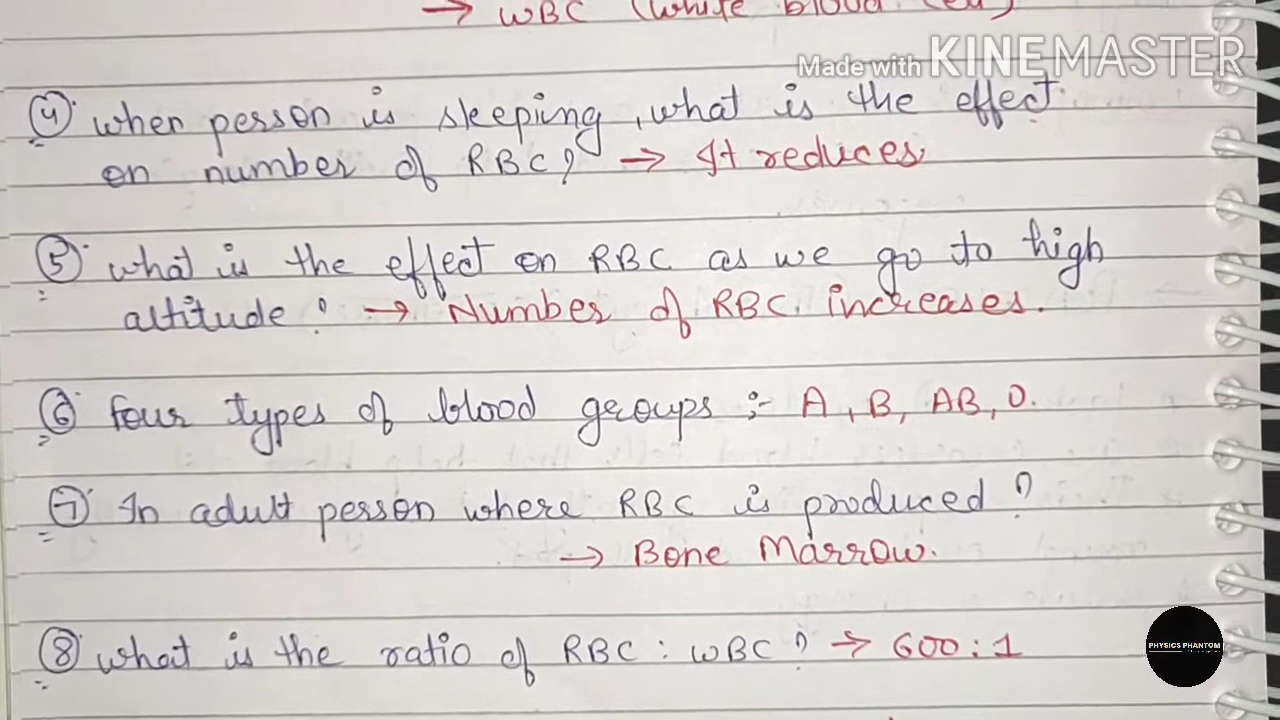 → WBC (White blood cell)
Made with KINEMASTER
④ when person is sleeping, what is the effect
on number of RBC? → It reduces
⑤ what is the effect on RBC as we go to high
altitude? → Number of RBC increases.
⑥ four types of blood groups :- A, B, AB, O.
⑦ In adult person where RBC is produced?
→ Bone Marrow.
⑧ what is the ratio of RBC : WBC? → 600:1
PHYSICS PHANTOM